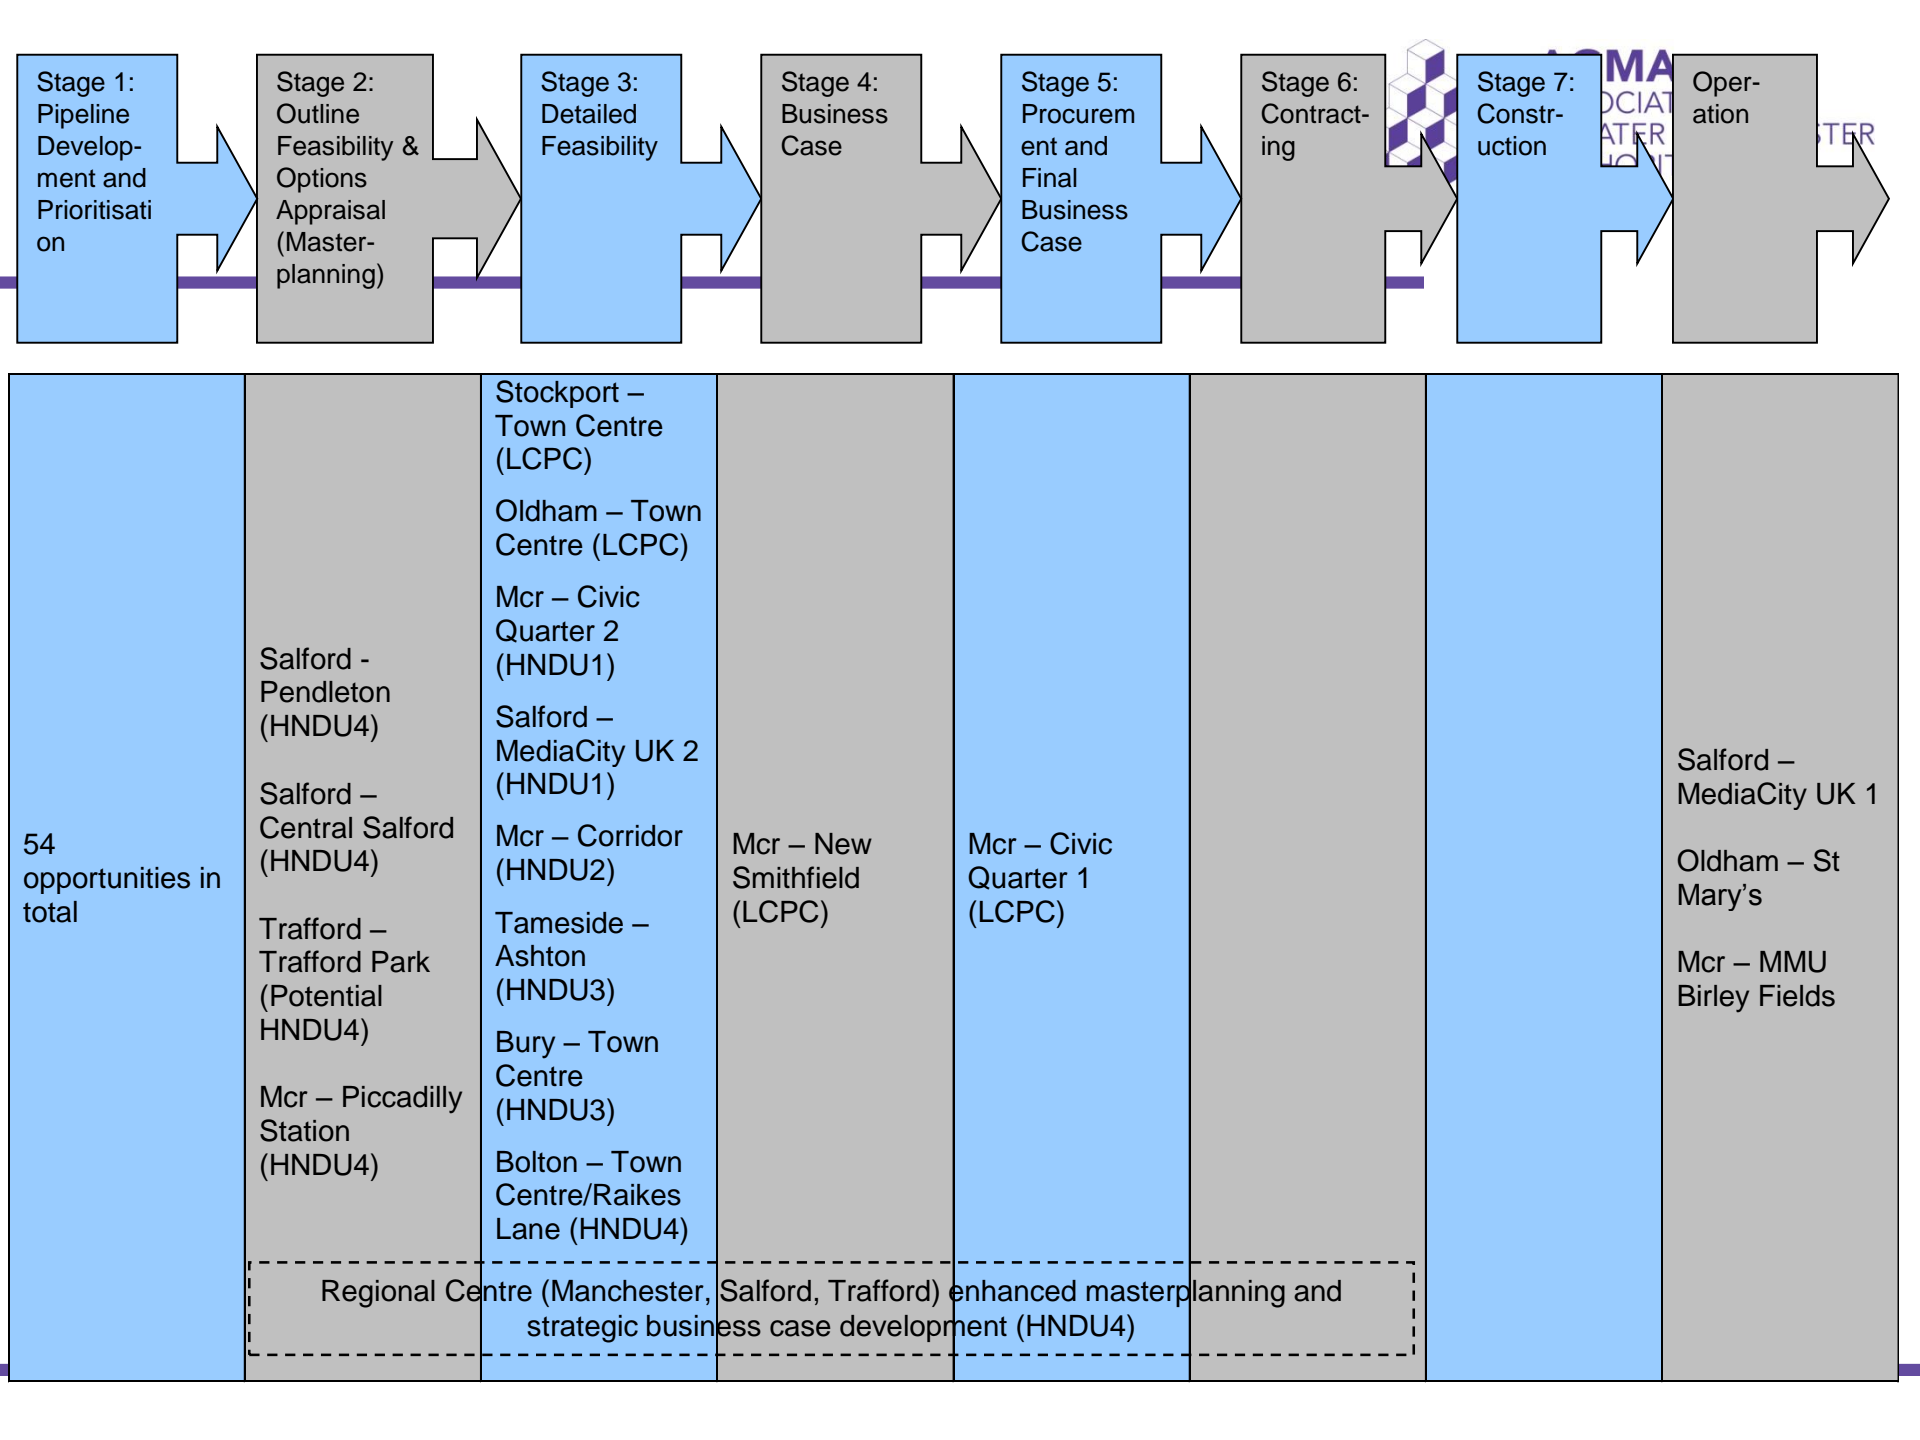 Stage 1:
Pipeline
Develop-
ment and
Prioritisati
on
Stage 2:
Outline
Feasibility &
Options
Appraisal
(Master-
planning)
Stage 3:
Detailed
Feasibility
Stage 4:
Business
Case
Stage 5:
Procurem
ent and
Final
Business
Case
Stage 6:
Contract-
ing
Stage 7:
Constr-
uction
Oper-
ation
54
opportunities in
total
Salford -
Pendleton
(HNDU4)
Salford –
Central Salford
(HNDU4)
Trafford –
Trafford Park
(Potential
HNDU4)
Mcr – Piccadilly
Station
(HNDU4)
Stockport –
Town Centre
(LCPC)
Oldham – Town
Centre (LCPC)
Mcr – Civic
Quarter 2
(HNDU1)
Salford –
MediaCity UK 2
(HNDU1)
Mcr – Corridor
(HNDU2)
Tameside –
Ashton
(HNDU3)
Bury – Town
Centre
(HNDU3)
Bolton – Town
Centre/Raikes
Lane (HNDU4)
Mcr – New
Smithfield
(LCPC)
Mcr – Civic
Quarter 1
(LCPC)
Salford –
MediaCity UK 1
Oldham – St
Mary’s
Mcr – MMU
Birley Fields
Regional Centre (Manchester, Salford, Trafford) enhanced masterplanning and
strategic business case development (HNDU4)